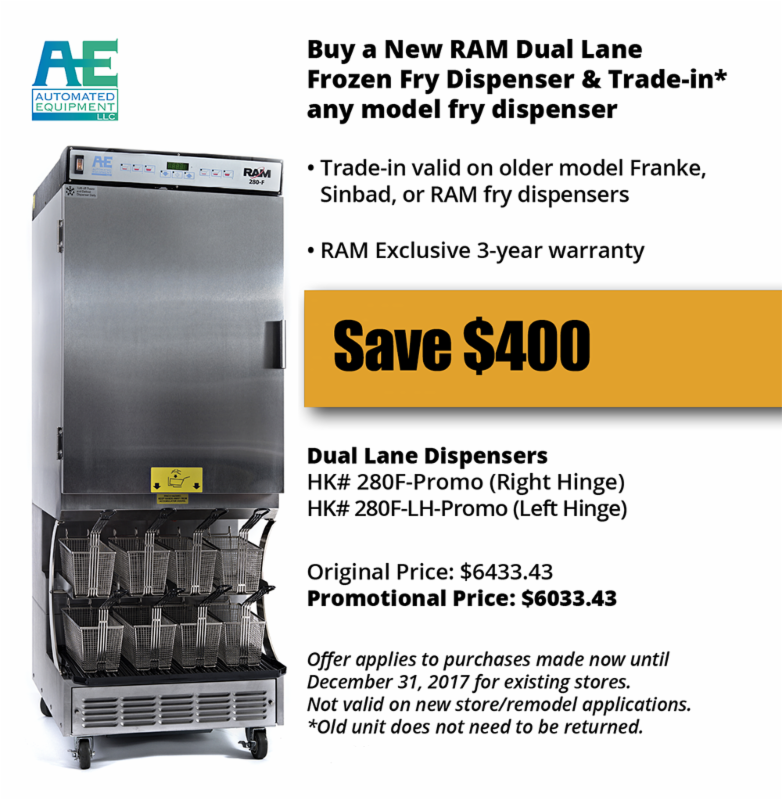 AE
AUTOMATED
EQUIPMENT
LLC
Buy a New RAM Dual Lane
Frozen Fry Dispenser & Trade-in*
any model fry dispenser
• Trade-in valid on older model Franke,
Sinbad, or RAM fry dispensers
• RAM Exclusive 3-year warranty
AE
RAM
280-F
Save $400
Dual Lane Dispensers
HK# 280F-Promo (Right Hinge)
HK# 280F-LH-Promo (Left Hinge)
Original Price: $6433.43
Promotional Price: $6033.43
Offer applies to purchases made now until
December 31, 2017 for existing stores.
Not valid on new store/remodel applications.
*Old unit does not need to be returned.